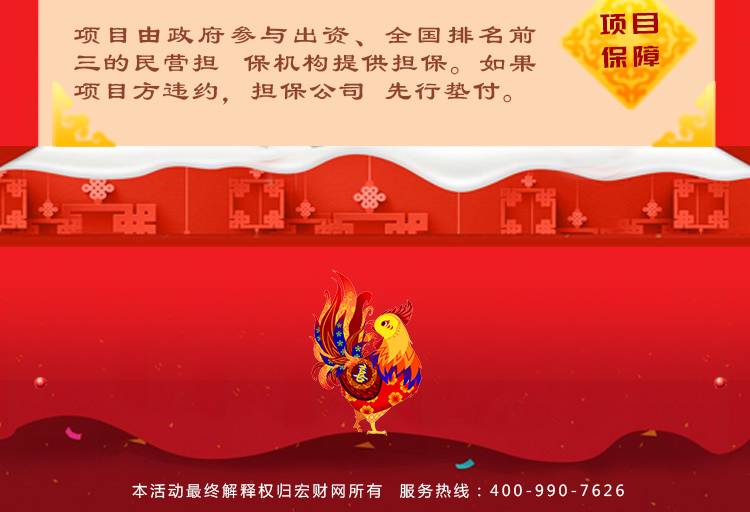 项目由政府参与出资、全国排名前
三的民营担 保机构提供担保。如果
项目方违约，担保公司 先行垫付。
项目
保障
喜
本活动最终解释权归宏财网所有 服务热线：400-990-7626